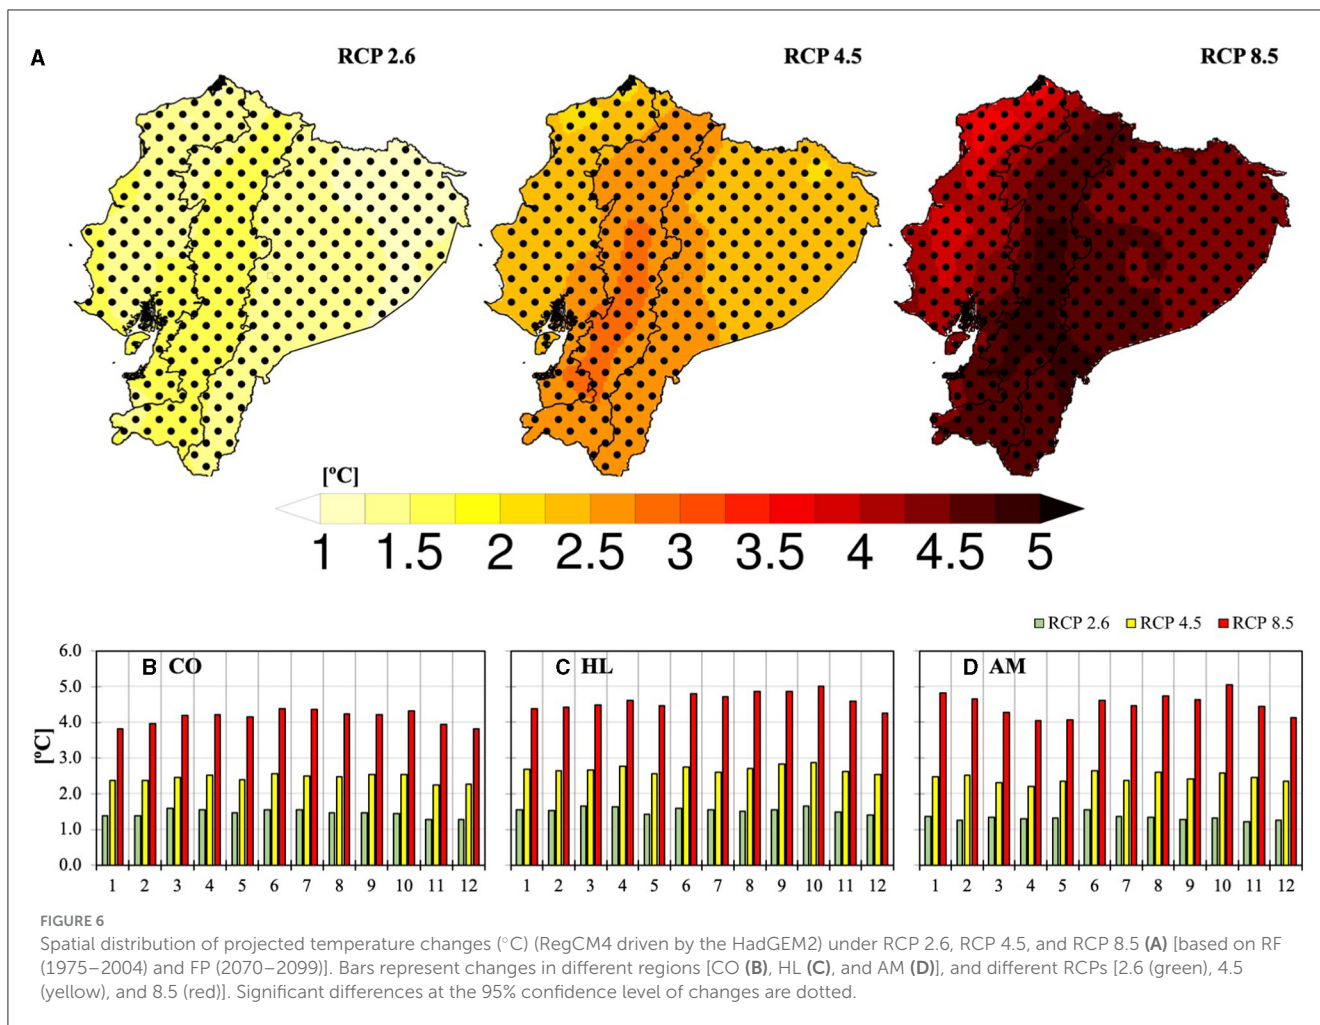 A
RCP 2.6
RCP 4.5
RCP 8.5
[ºC]
1 1.5 2 2.5 3 3.5 4 4.5 5
RCP 2.6 RCP 4.5 RCP 8.5
B CO
C HL
D AM
[ºC]
6.0
5.0
4.0
3.0
2.0
1.0
0.0
1 2 3 4 5 6 7 8 9 10 11 12
1 2 3 4 5 6 7 8 9 10 11 12
1 2 3 4 5 6 7 8 9 10 11 12
FIGURE 6
Spatial distribution of projected temperature changes (°C) (RegCM4 driven by the HadGEM2) under RCP 2.6, RCP 4.5, and RCP 8.5 (A) [based on RF
(1975–2004) and FP (2070–2099)]. Bars represent changes in different regions [CO (B), HL (C), and AM (D)], and different RCPs [2.6 (green), 4.5
(yellow), and 8.5 (red)]. Significant differences at the 95% confidence level of changes are dotted.